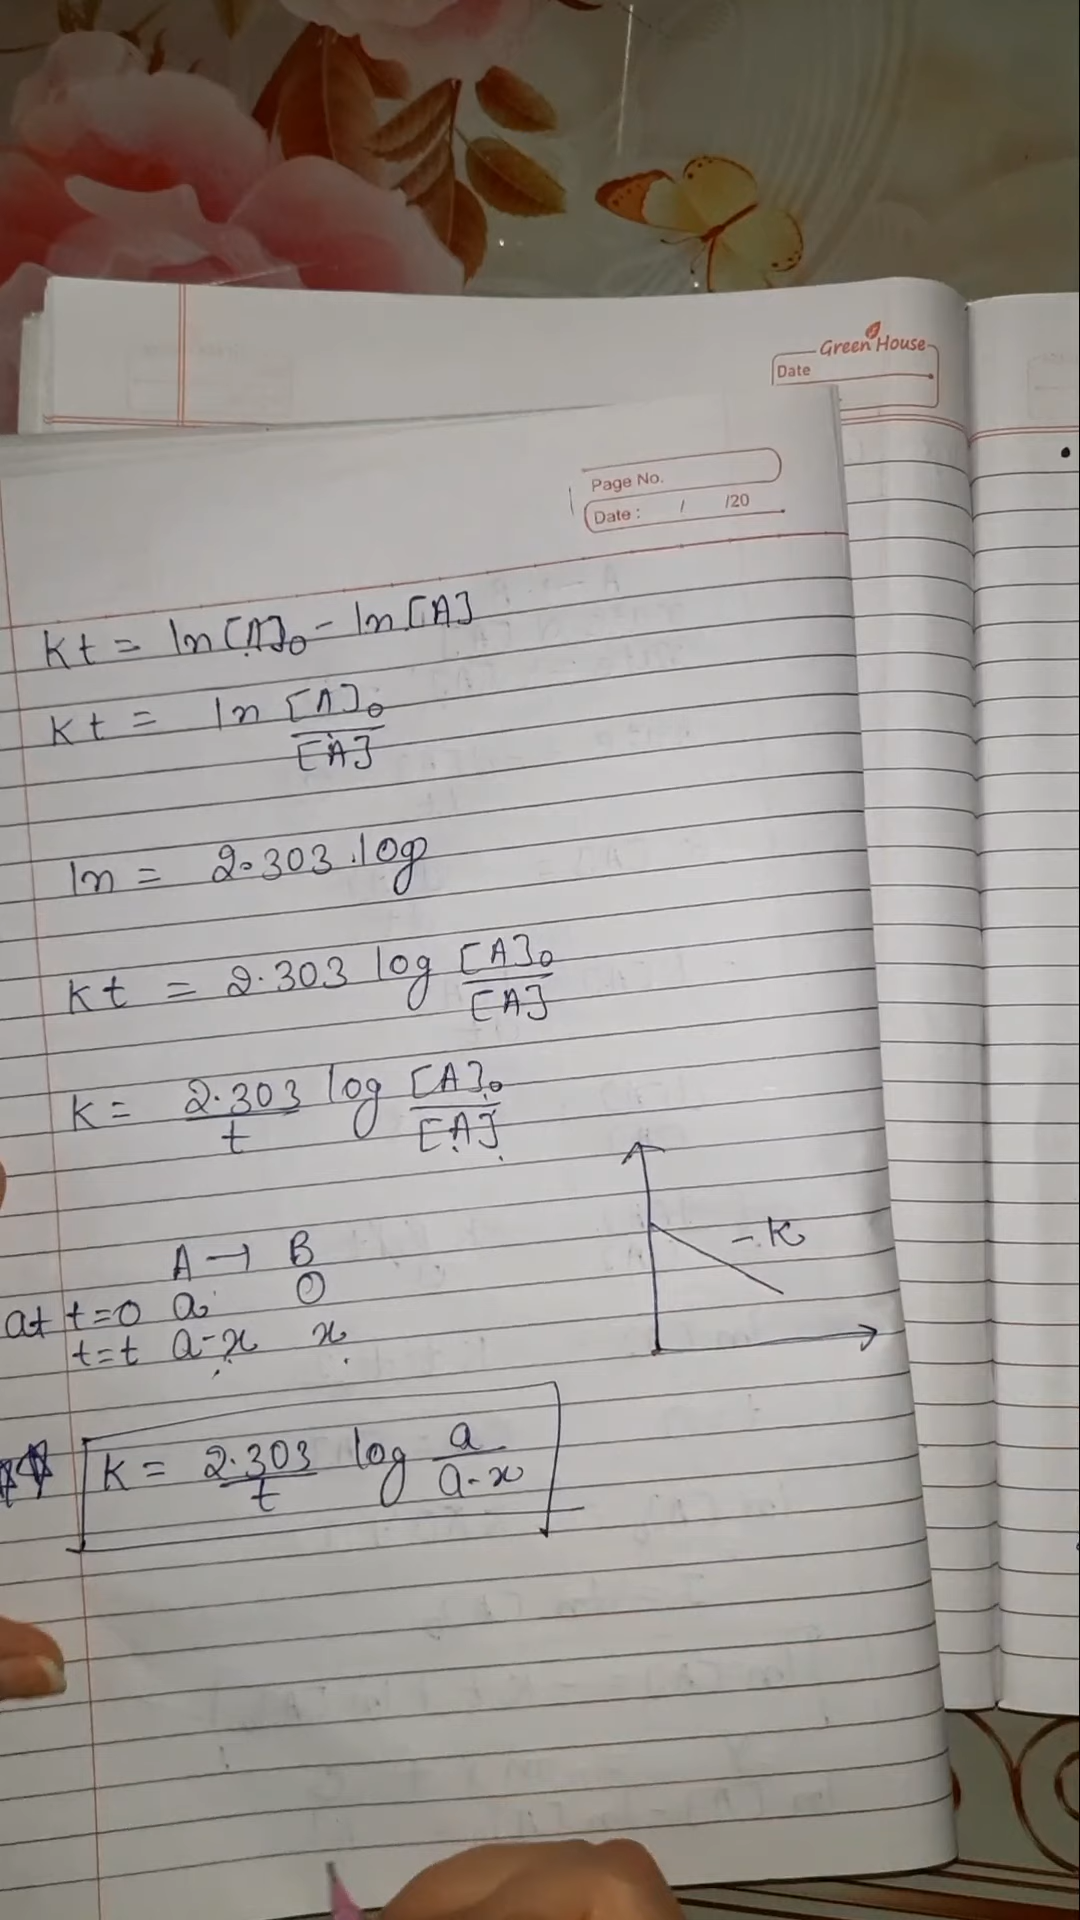 Green House
Date
Page No.
Date : / /20
kt = ln[A]₀ - ln[A]
kt = ln [A]₀
[A]
ln = 2.303 log
kt = 2.303 log [A]₀
[A]
k = 2.303 log [A]₀
t [A]
A → B
at t=0 a 0
t=t a-x x
-k
k = 2.303 log a
t a-x